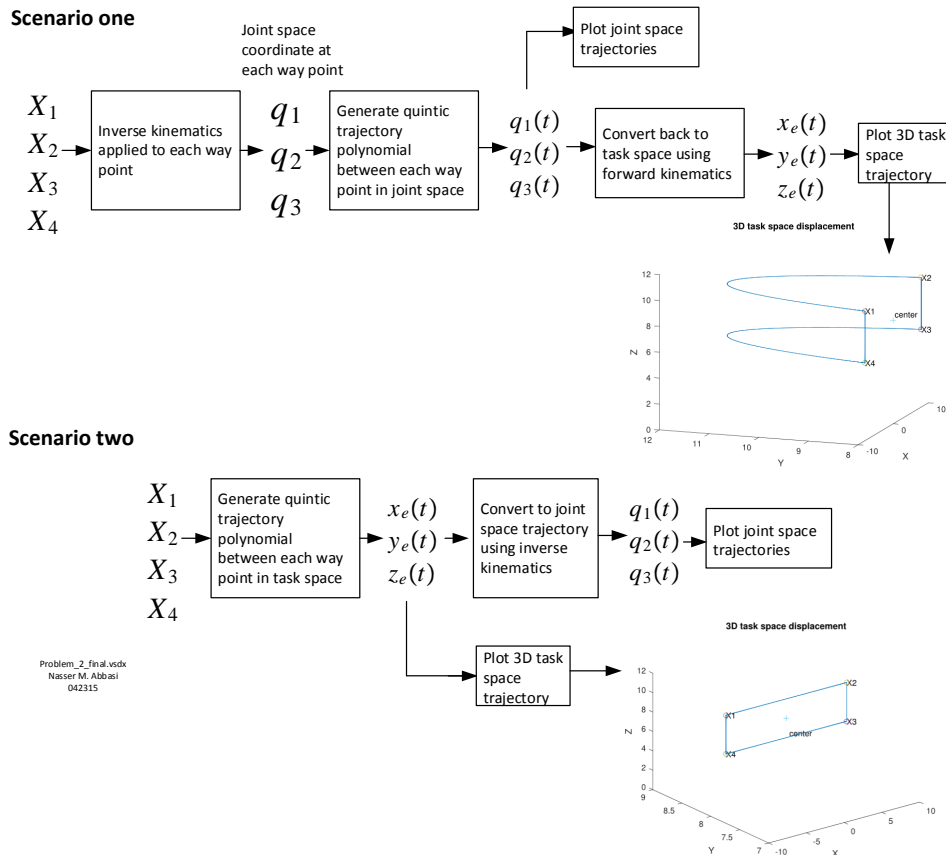 Scenario one
Joint space
coordinate at
each way point
Plot joint space
trajectories
X1
X2
X3
X4
Inverse kinematics
applied to each way
point
q1
q2
q3
Generate quintic
trajectory
polynomial
between each way
point in joint space
q1(t)
q2(t)
q3(t)
Convert back to
task space using
forward kinematics
xe(t)
ye(t)
ze(t)
Plot 3D task
space
trajectory
3D task space displacement
12
10
8
6
4
2
0
Z
X2
X1
center
X3
X4
12
11
10
9
8
Y
-10
0
10
X
Scenario two
X1
X2
X3
X4
Generate quintic
trajectory
polynomial
between each way
point in task space
xe(t)
ye(t)
ze(t)
Convert to joint
space trajectory
using inverse
kinematics
q1(t)
q2(t)
q3(t)
Plot joint space
trajectories
Plot 3D task
space
trajectory
3D task space displacement
12
10
8
6
4
2
0
Z
X2
X1
X3
center
X4
9
8.5
8
7.5
7
Y
-10
-5
0
5
10
X
Problem_2_final.vsdx
Nasser M. Abbasi
042315